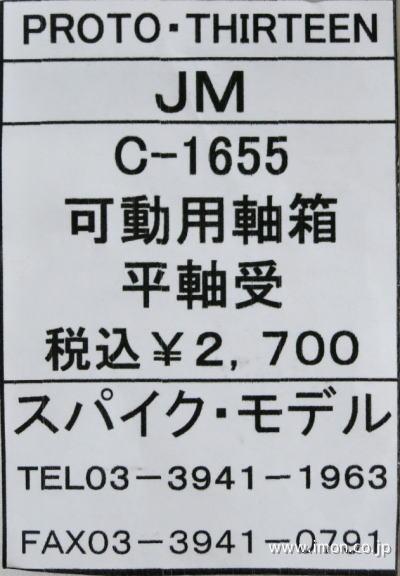 PROTO・THIRTEEN
JM
C-1655
可動用軸箱
平軸受
税込￥2,700
スパイク・モデル
TEL03-3941-1963
FAX03-3941-0791
www.imon.co.jp